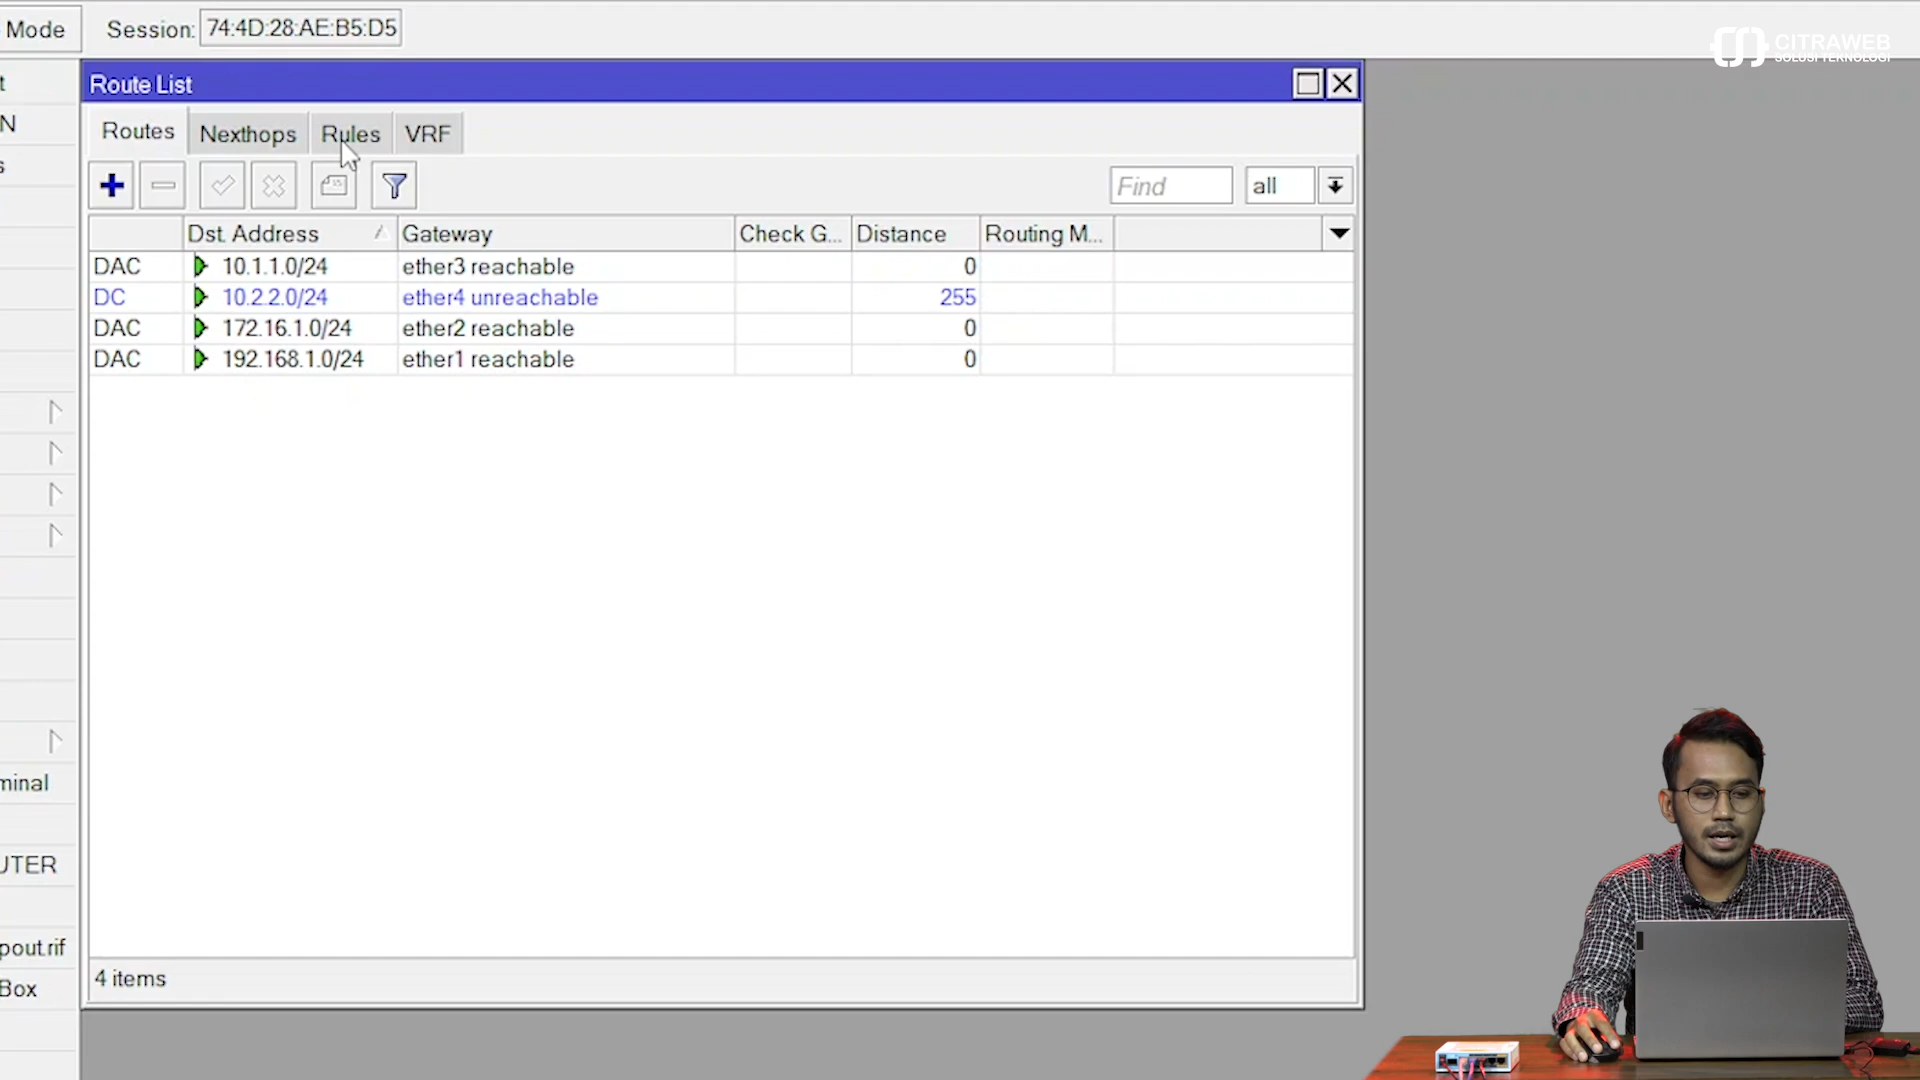 Mode
Session: 74:4D:28:AE:B5:D5
CITRAWEB
SOLUSI TEKNOLOGI
t
N
s
minal
UTER
pout.rif
Box
Route List
Routes Nexthops Rules VRF
Find all
Dst. Address Gateway Check G... Distance Routing M...
DAC 10.1.1.0/24 ether3 reachable 0
DC 10.2.2.0/24 ether4 unreachable 255
DAC 172.16.1.0/24 ether2 reachable 0
DAC 192.168.1.0/24 ether1 reachable 0
4 items